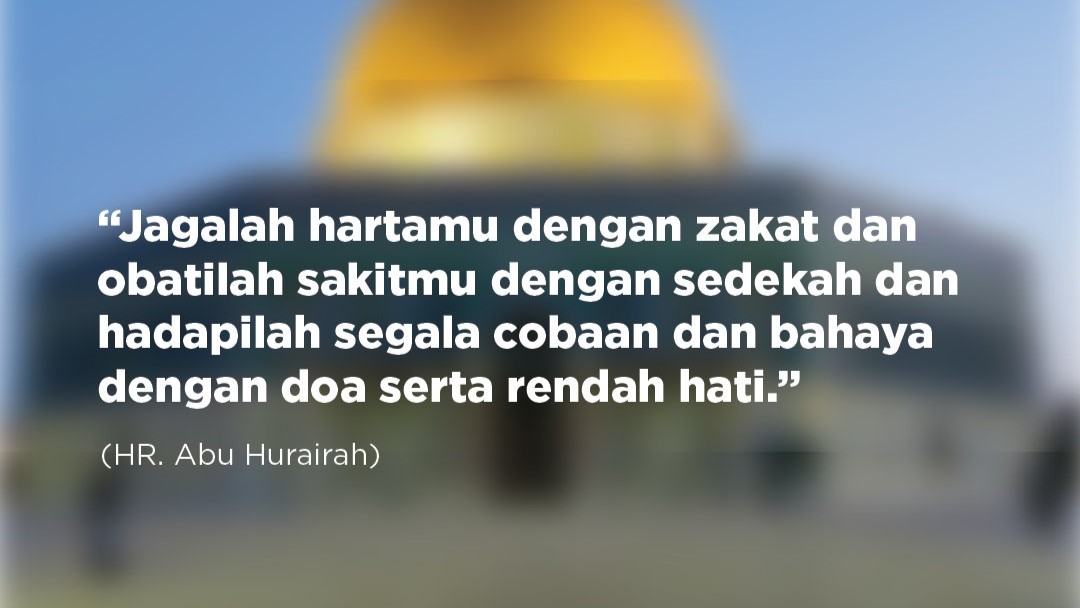 “Jagalah hartamu dengan zakat dan
obatilah sakitmu dengan sedekah dan
hadapilah segala cobaan dan bahaya
dengan doa serta rendah hati.”
(HR. Abu Hurairah)